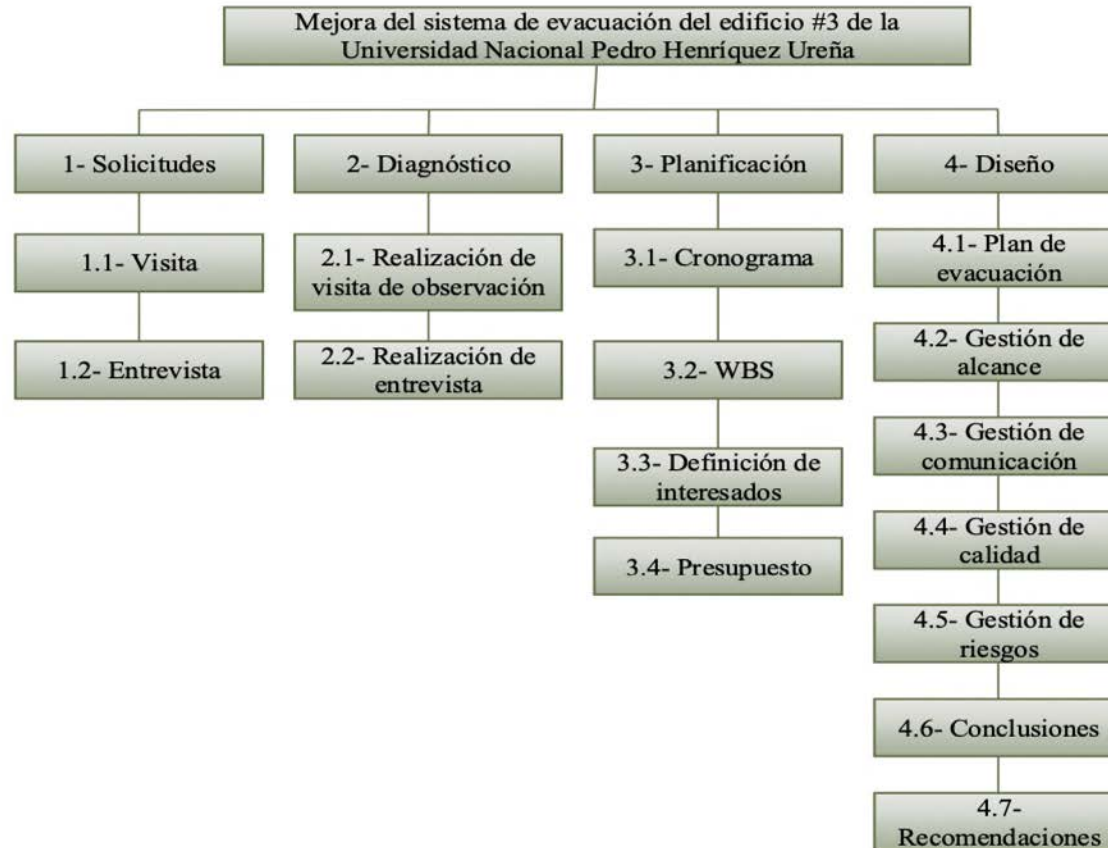 Mejora del sistema de evacuación del edificio #3 de la
Universidad Nacional Pedro Henríquez Ureña
1- Solicitudes
1.1- Visita
1.2- Entrevista
2- Diagnóstico
2.1- Realización de
visita de observación
2.2- Realización de
entrevista
3- Planificación
3.1- Cronograma
3.2- WBS
3.3- Definición de
interesados
3.4- Presupuesto
4- Diseño
4.1- Plan de
evacuación
4.2- Gestión de
alcance
4.3- Gestión de
comunicación
4.4- Gestión de
calidad
4.5- Gestión de
riesgos
4.6- Conclusiones
4.7-
Recomendaciones